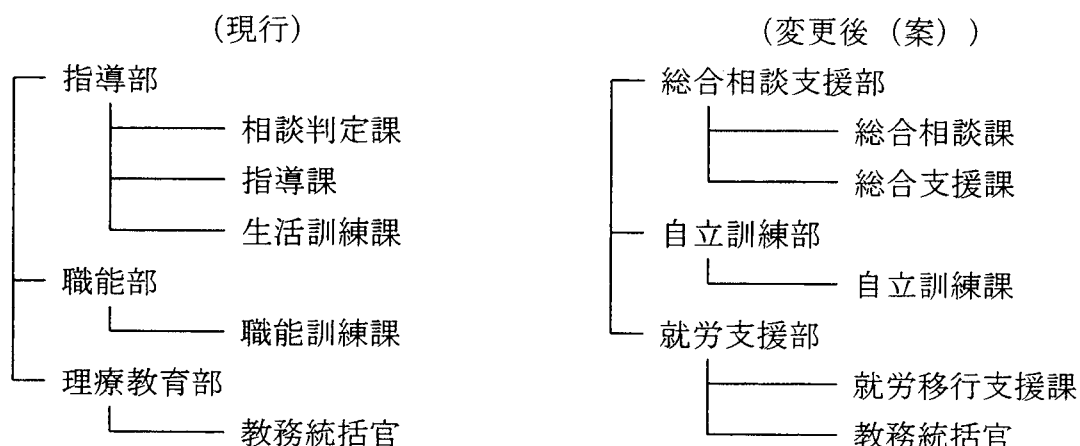 (現行)
指導部
相談判定課
指導課
生活訓練課
職能部
職能訓練課
理療教育部
教務統括官
(変更後(案))
総合相談支援部
総合相談課
総合支援課
自立訓練部
自立訓練課
就労支援部
就労移行支援課
教務統括官